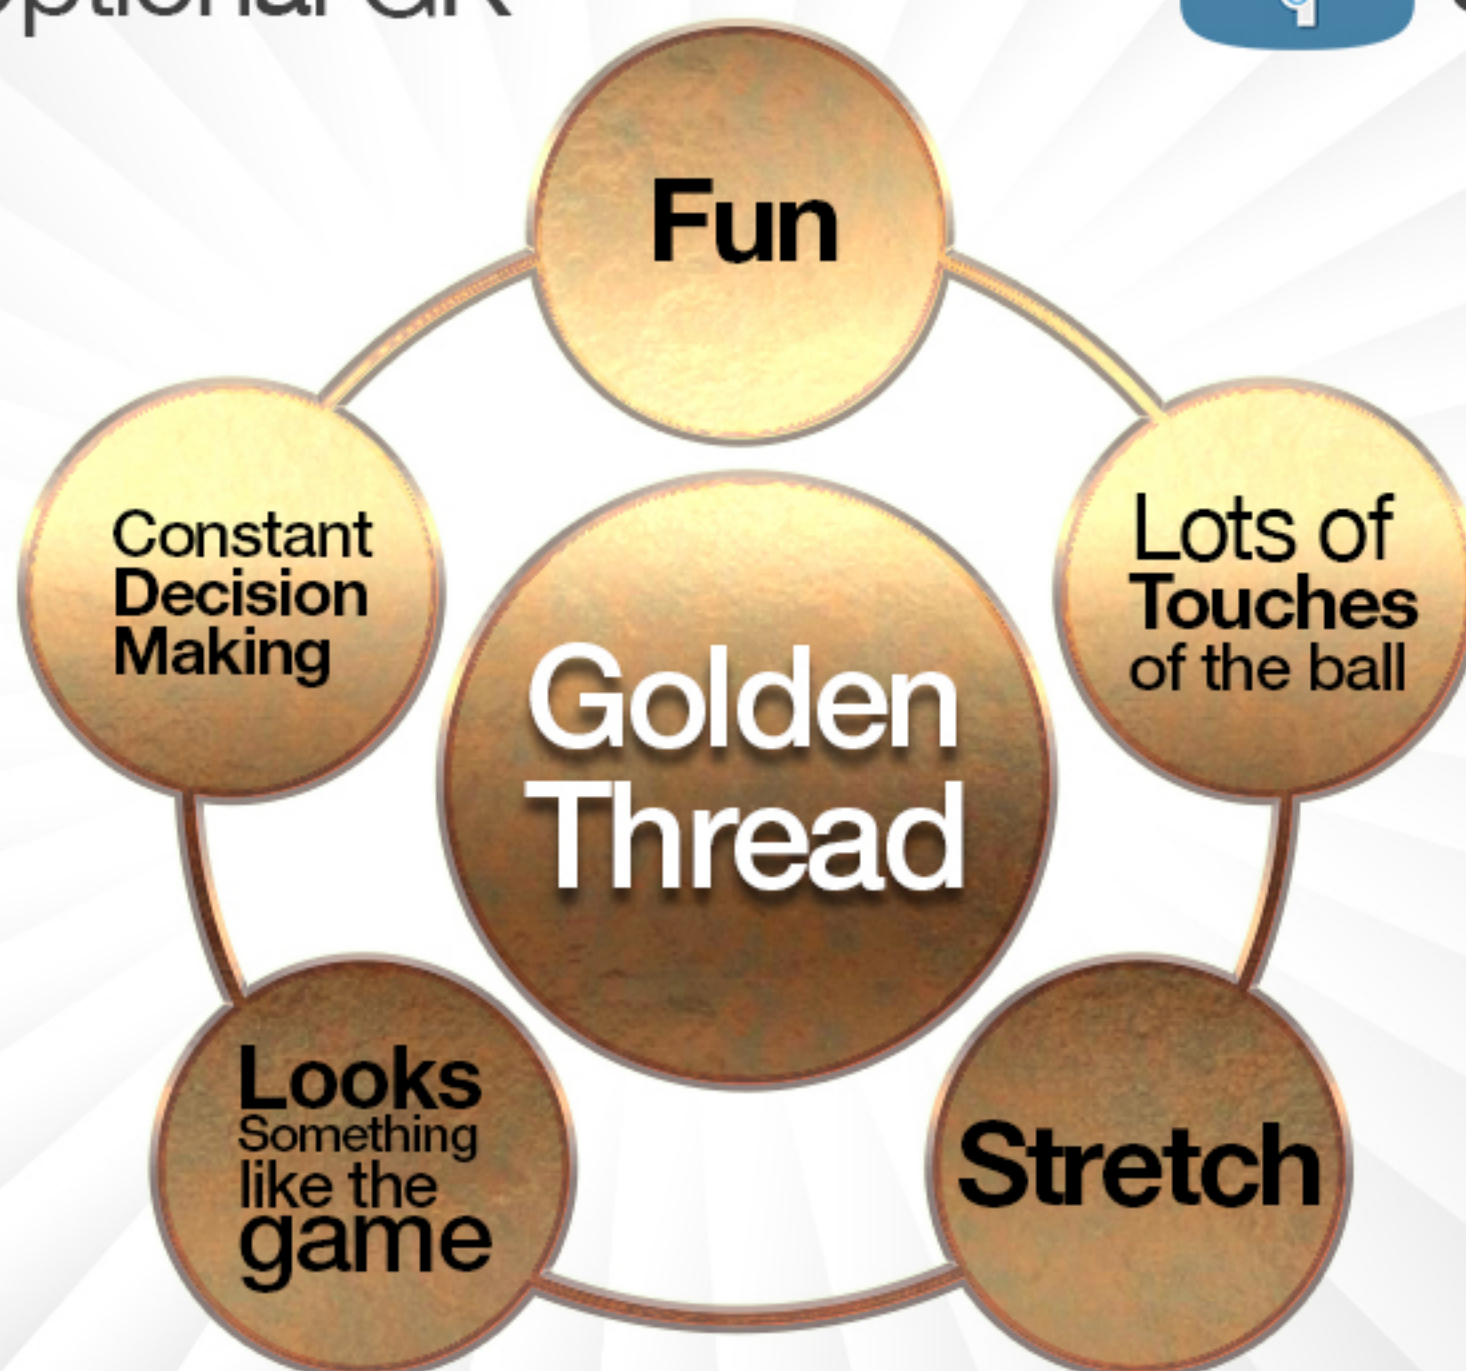 Fun
Constant
Decision
Making
Lots of
Touches
of the ball
Golden
Thread
Looks
Something
like the
game
Stretch